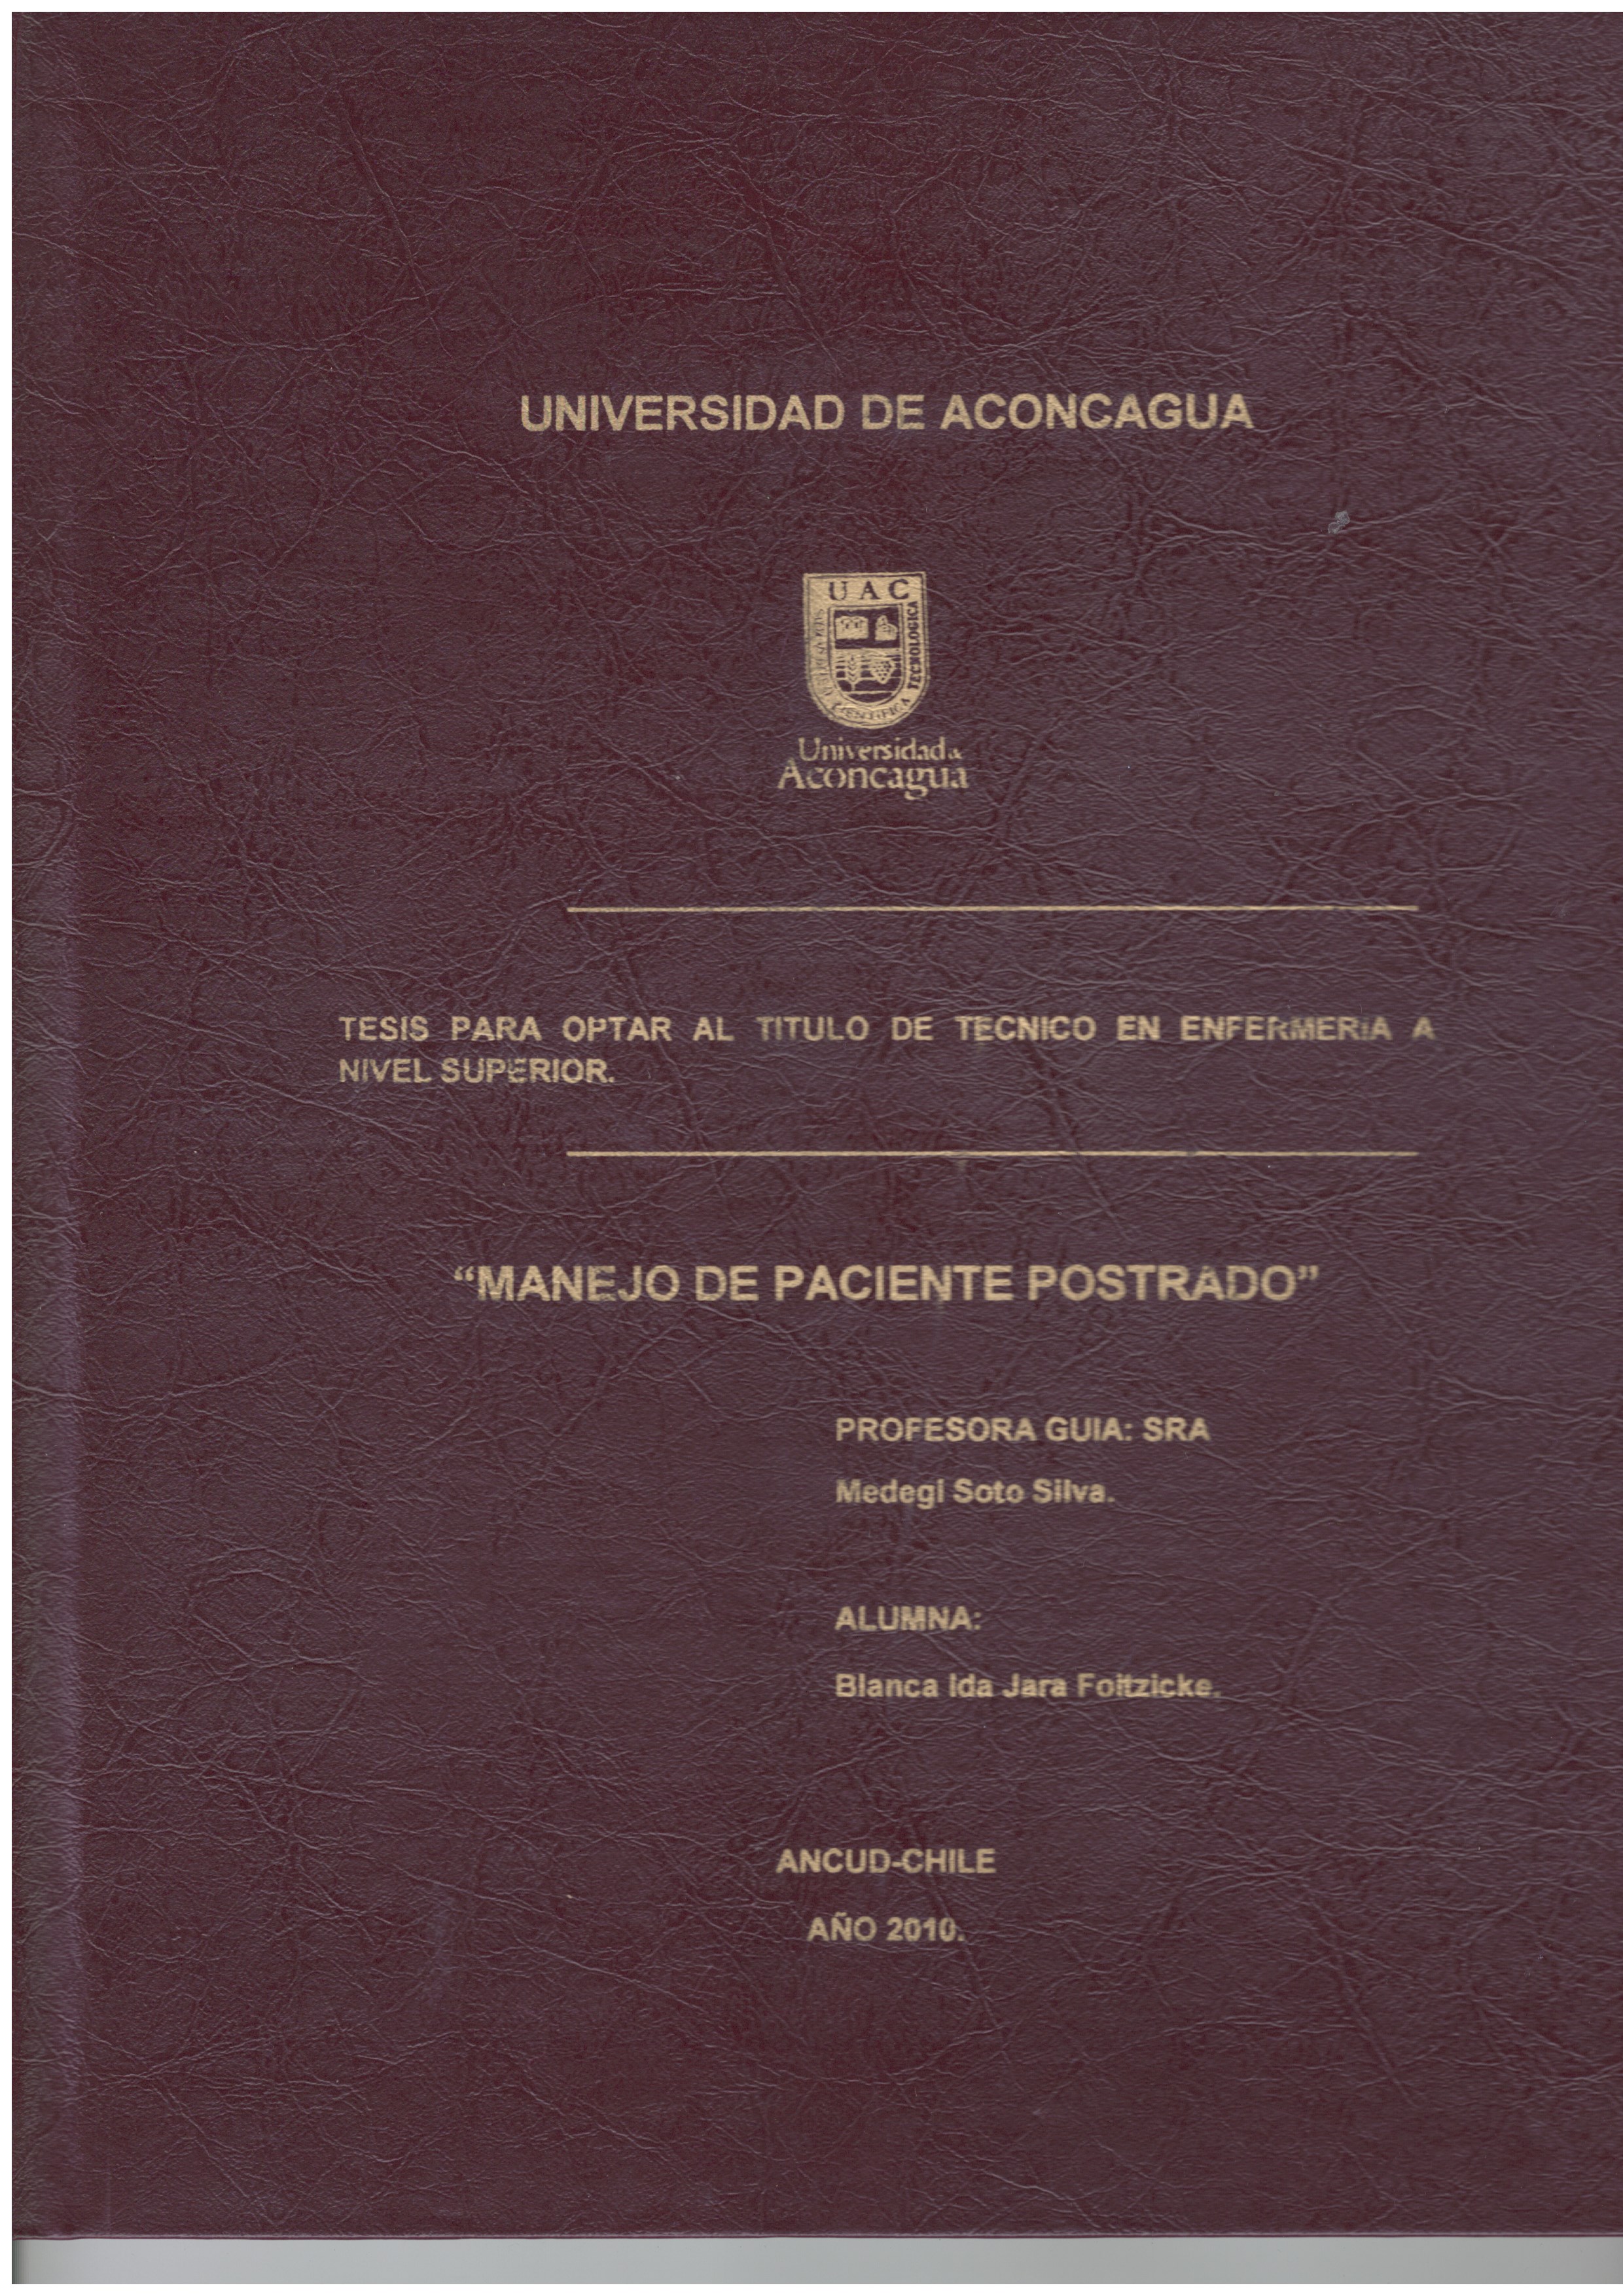 UNIVERSIDAD DE ACONCAGUA
UAC
CIENTIFICA
TECNOLOGICA
Universidad de
Aconcagua
TESIS PARA OPTAR AL TITULO DE TECNICO EN ENFERMERIA A
NIVEL SUPERIOR.
“MANEJO DE PACIENTE POSTRADO”
PROFESORA GUIA: SRA
Medegi Soto Silva.
ALUMNA:
Blanca Ida Jara Foitzicke.
ANCUD-CHILE
AÑO 2010.